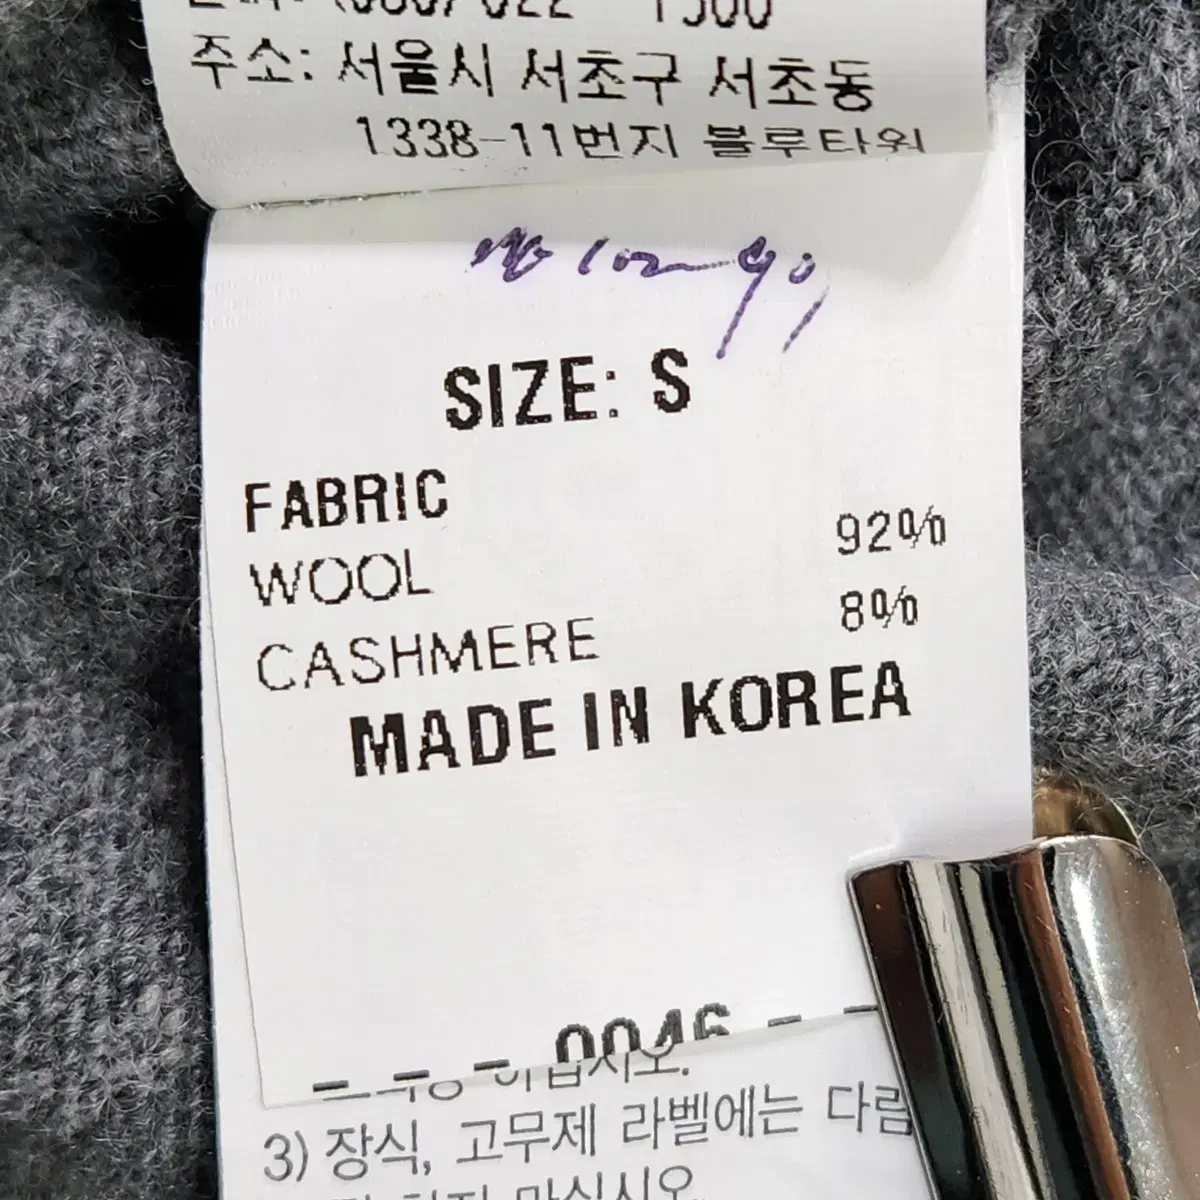 주소: 서울시 서초구 서초동
1338-11번지 블루타워
SIZE: S
FABRIC
WOOL 92%
CASHMERE 8%
MADE IN KOREA
0046
3) 장식, 고무제 라벨에는 다림